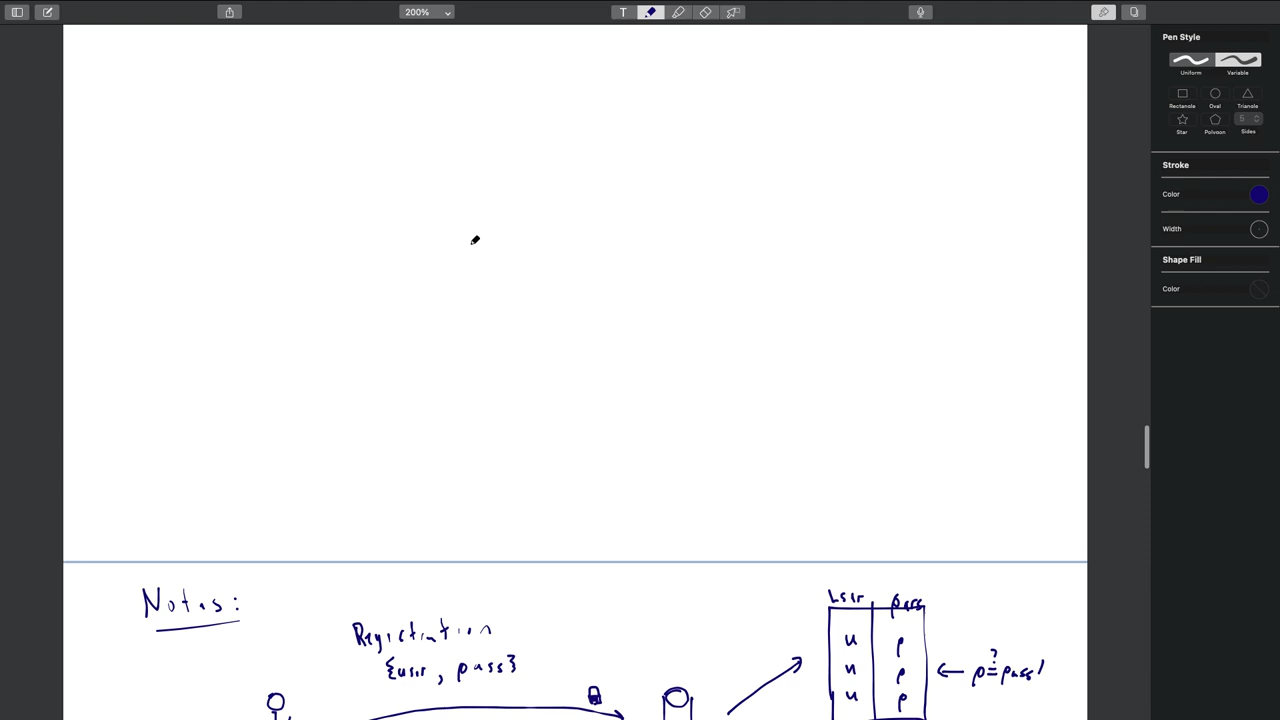 200%
T
Pen Style
Uniform Variable
Rectangle Oval Triangle
6
Star Polygon Sides
Stroke
Color
Width
Shape Fill
Color
Notes:
Registration
{user, pass}
user pass
u p
u p
u p
← p ≟ pass'